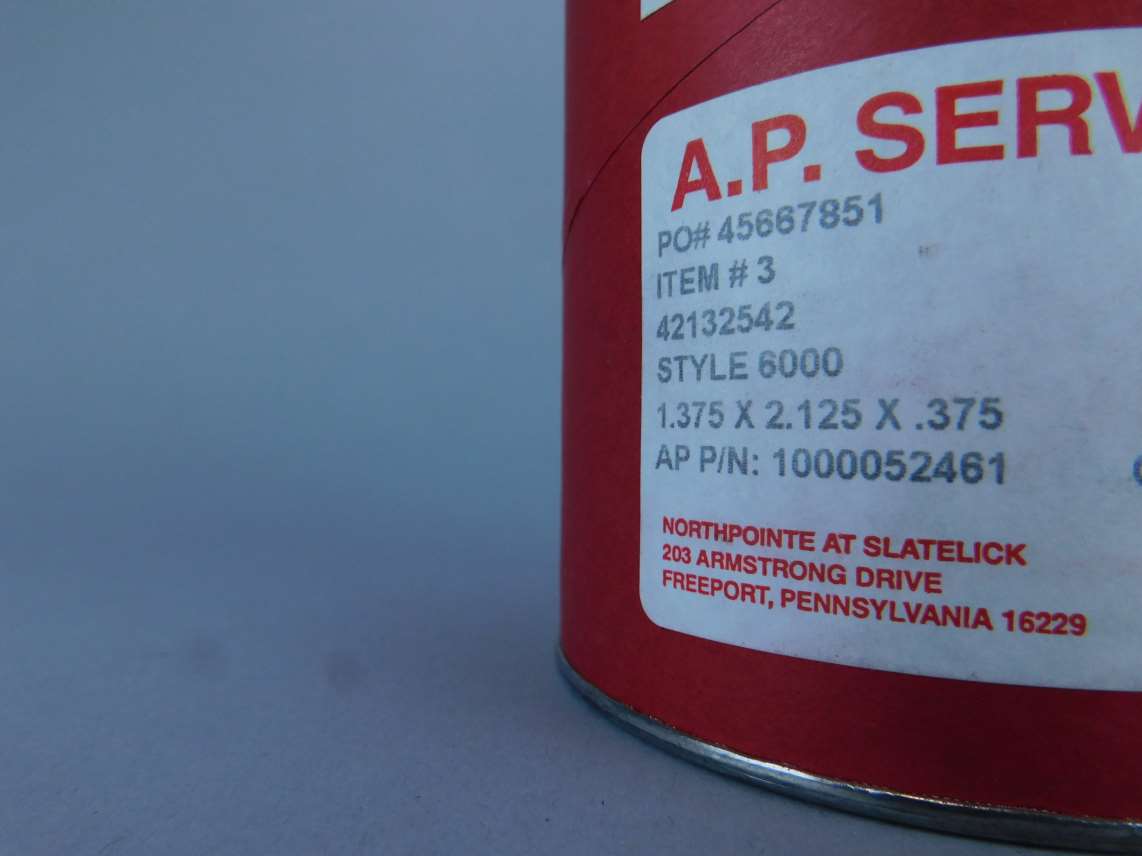 A.P. SERV
PO# 45667851
ITEM # 3
42132542
STYLE 6000
1.375 X 2.125 X .375
AP P/N: 1000052461
NORTHPOINTE AT SLATELICK
203 ARMSTRONG DRIVE
FREEPORT, PENNSYLVANIA 16229